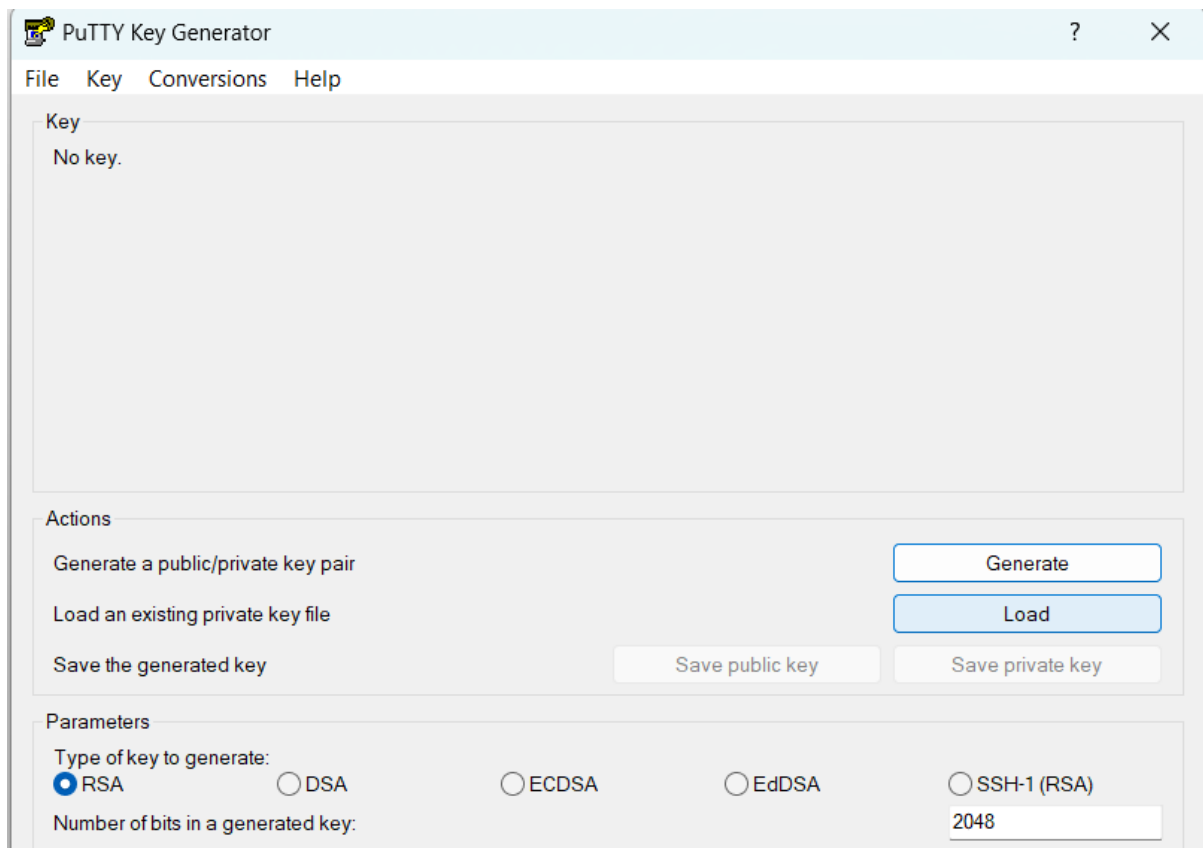 PuTTY Key Generator ?
File Key Conversions Help
Key
No key.
Actions
Generate a public/private key pair Generate
Load an existing private key file Load
Save the generated key Save public key Save private key
Parameters
Type of key to generate:
RSA DSA ECDSA EdDSA SSH-1 (RSA)
Number of bits in a generated key: 2048